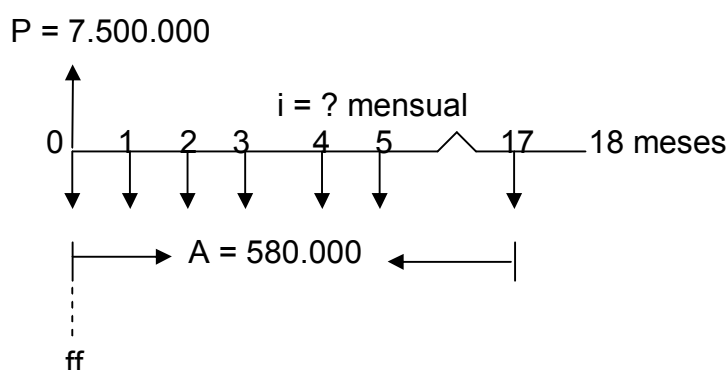 P = 7.500.000
i = ? mensual
0 1 2 3 4 5 17 18 meses
A = 580.000
ff